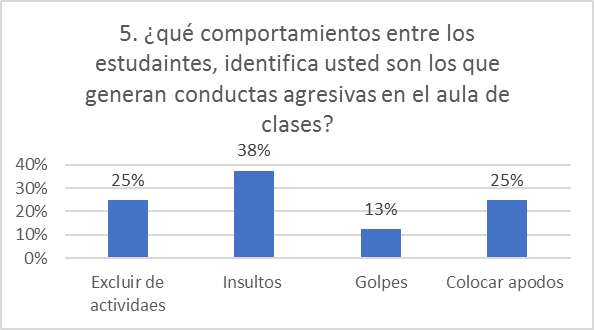 5. ¿qué comportamientos entre los
estudaintes, identifica usted son los que
generan conductas agresivas en el aula de
clases?
40%
30%
20%
10%
0%
25%
38%
13%
25%
Excluir de
actividaes
Insultos
Golpes
Colocar apodos